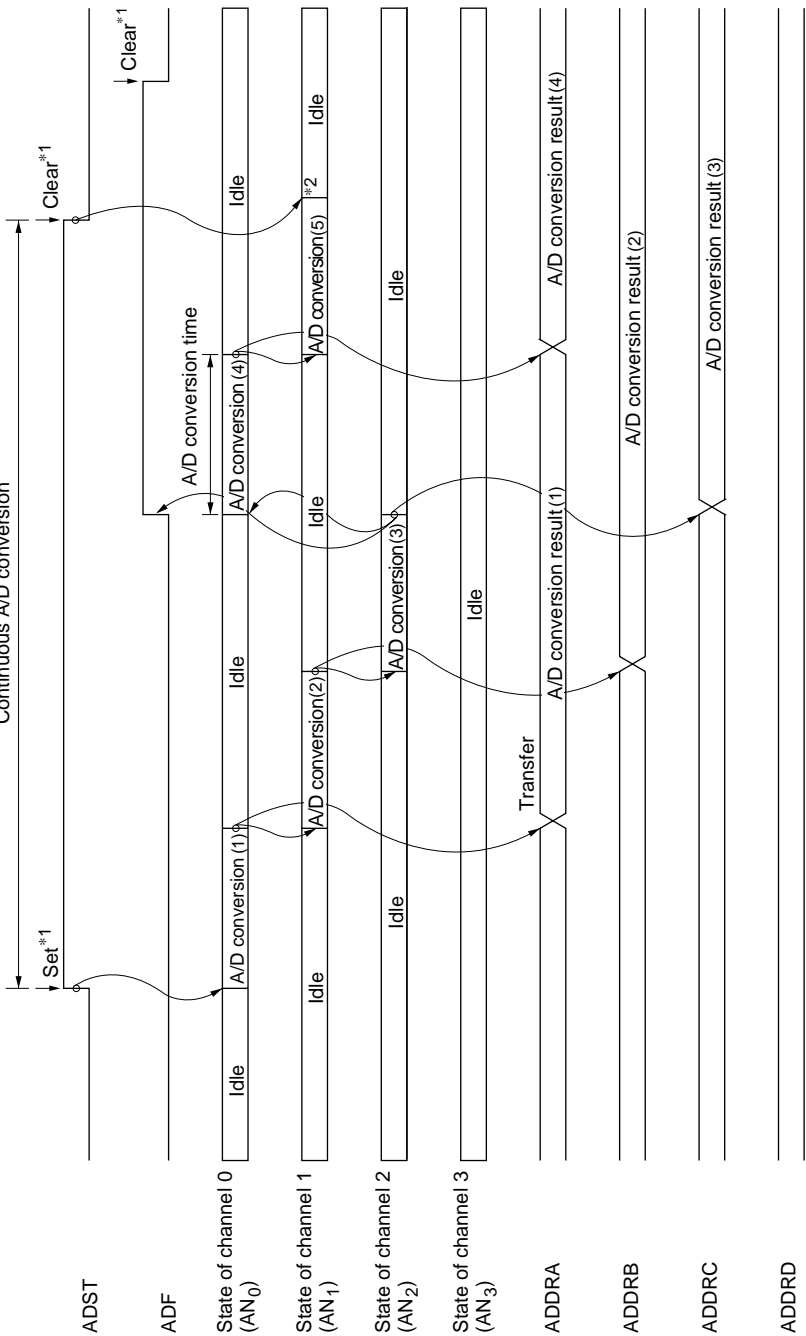 Continuous A/D conversion
Set*1
Clear*1
Clear*1
ADST
ADF
A/D conversion time
State of channel 0
(AN0)
Idle
A/D conversion (1)
Idle
A/D conversion (4)
Idle
State of channel 1
(AN1)
Idle
A/D conversion (2)
Idle
A/D conversion (5)
*2
Idle
State of channel 2
(AN2)
Idle
A/D conversion (3)
Idle
State of channel 3
(AN3)
Idle
Transfer
ADDRA
A/D conversion result (1)
A/D conversion result (4)
ADDRB
A/D conversion result (2)
ADDRC
A/D conversion result (3)
ADDRD